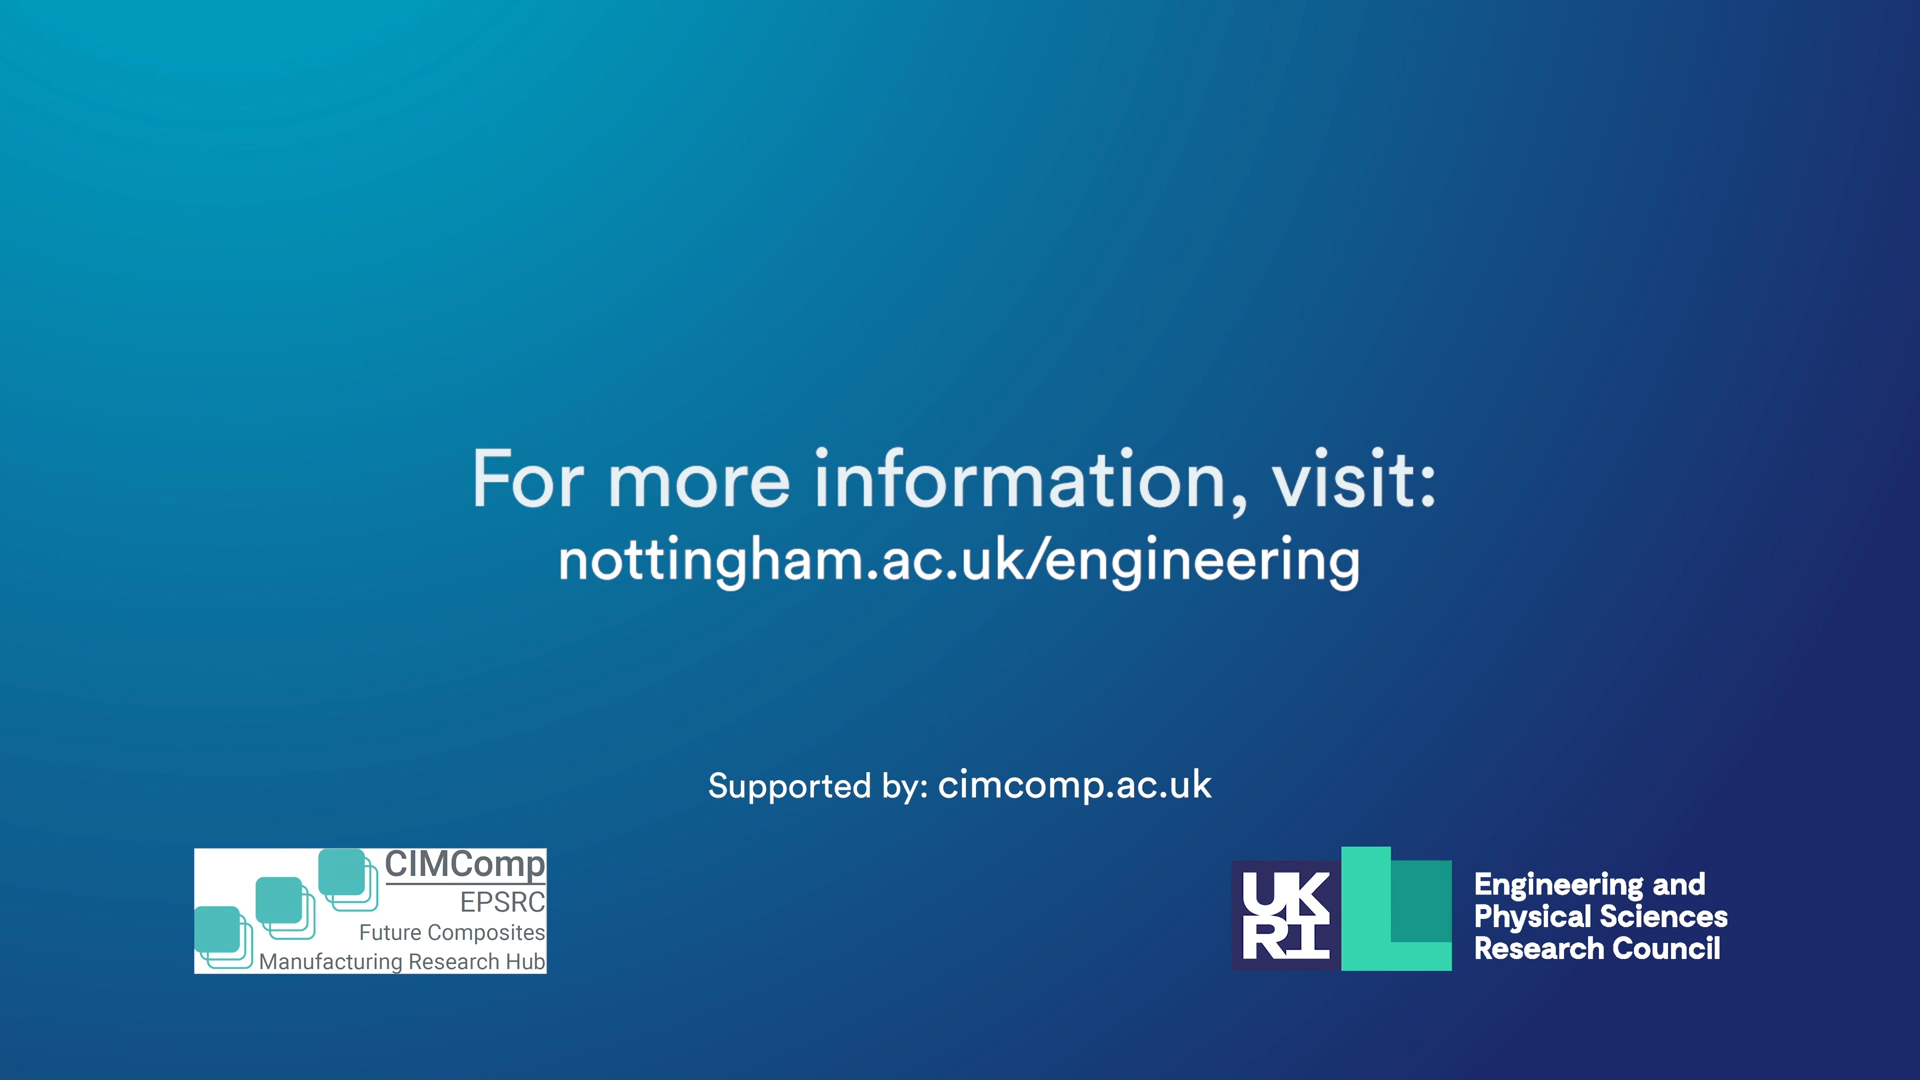 For more information, visit:
nottingham.ac.uk/engineering
Supported by: cimcomp.ac.uk
CIMComp
EPSRC
Future Composites
Manufacturing Research Hub
UK
RI
Engineering and
Physical Sciences
Research Council